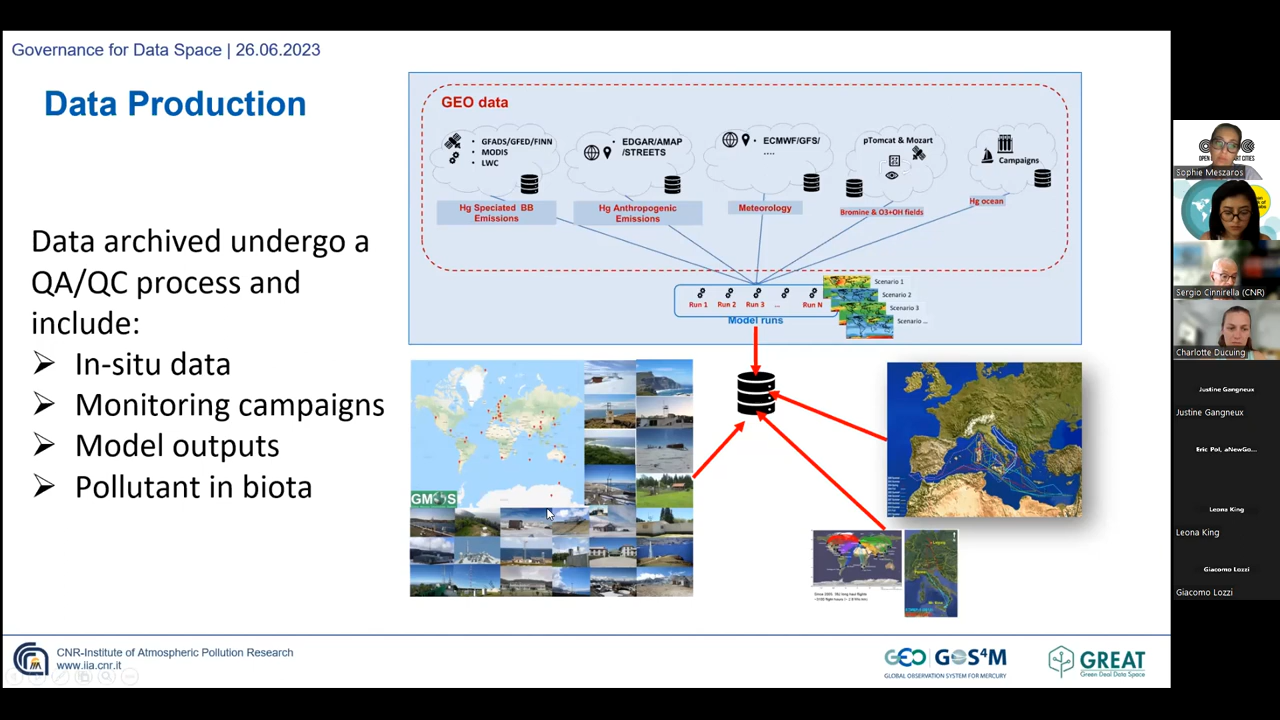 Governance for Data Space | 26.06.2023
Data Production
Data archived undergo a
QA/QC process and
include:
In-situ data
Monitoring campaigns
Model outputs
Pollutant in biota
GEO data
GFADS/GFED/FINN
MODIS
LWC
EDGAR/AMAP
/STREETS
ECMWF/GFS/
....
pTomcat & Mozart
Campaigns
Hg Speciated BB
Emissions
Hg Anthropogenic
Emissions
Meteorology
Bromine & O3+OH fields
Hg ocean
Run 1
Run 2
Run 3
...
Run N
Model runs
Scenario 1
Scenario 2
Scenario 3
Scenario ...
GMOS
CNR-Institute of Atmospheric Pollution Research
www.iia.cnr.it
GEO
GOS4M
GLOBAL OBSERVATION SYSTEM FOR MERCURY
GREAT
Green Deal Data Space
Sophie Meszaros
Sergio Cinnirella (CNR)
Charlotte Ducuing
Justine Gangneux
Justine Gangneux
Eric Pol, aNewGo...
Leona King
Leona King
Giacomo Lozzi
Giacomo Lozzi